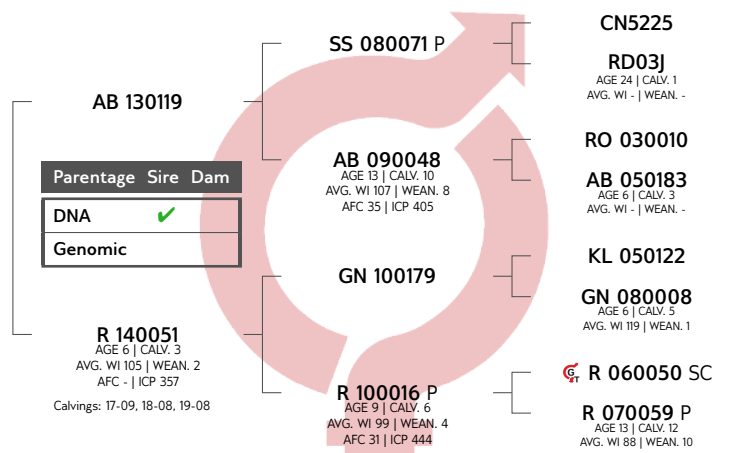 AB 130119
Parentage Sire Dam
DNA ✔
Genomic
R 140051
AGE 6 | CALV. 3
AVG. WI 105 | WEAN. 2
AFC - | ICP 357
Calvings: 17-09, 18-08, 19-08
SS 080071 P
AB 090048
AGE 13 | CALV. 10
AVG. WI 107 | WEAN. 8
AFC 35 | ICP 405
GN 100179
R 100016 P
AGE 9 | CALV. 6
AVG. WI 99 | WEAN. 4
AFC 31 | ICP 444
CN5225
RD03J
AGE 24 | CALV. 1
AVG. WI - | WEAN. -
RO 030010
AB 050183
AGE 6 | CALV. 3
AVG. WI - | WEAN. -
KL 050122
GN 080008
AGE 6 | CALV. 5
AVG. WI 119 | WEAN. 1
GT R 060050 SC
R 070059 P
AGE 13 | CALV. 12
AVG. WI 88 | WEAN. 10